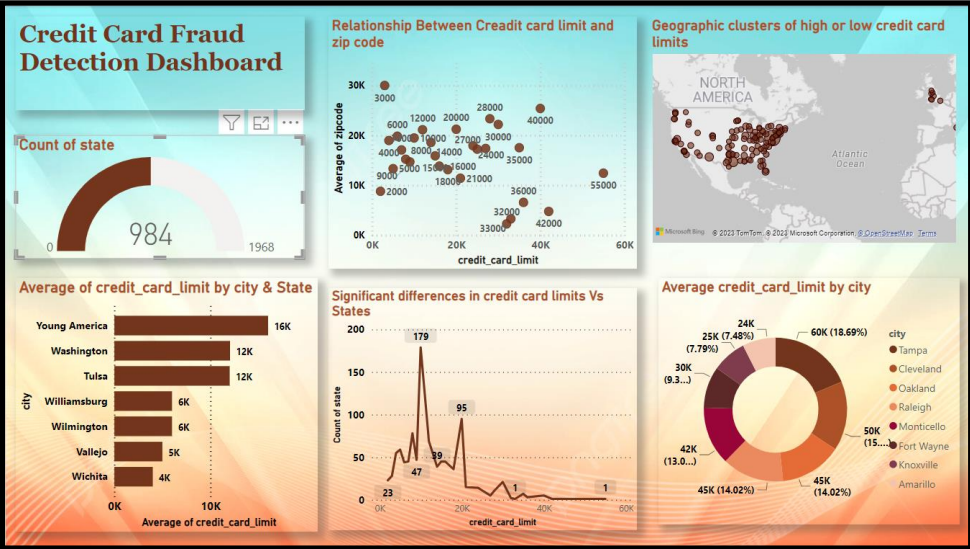 Credit Card Fraud
Detection Dashboard
Count of state
984
0
1968
Relationship Between Creadit card limit and
zip code
Average of zipcode
30K
20K
10K
0K
3000
6000
12000
20000
28000
40000
4000
8000
10000
14000
27000
24000
30000
35000
9000
5000
16000
18000
21000
2000
36000
32000
33000
42000
55000
0K
20K
40K
60K
credit_card_limit
Geographic clusters of high or low credit card
limits
NORTH
AMERICA
Atlantic
Ocean
Microsoft Bing
© 2023 TomTom, © 2023 Microsoft Corporation, © OpenStreetMap Terms
Average of credit_card_limit by city & State
city
Young America
16K
Washington
12K
Tulsa
12K
Williamsburg
6K
Wilmington
6K
Vallejo
5K
Wichita
4K
0K
10K
Average of credit_card_limit
Significant differences in credit card limits Vs
States
Count of state
200
150
100
50
0
179
95
39
47
23
1
1
0K
20K
40K
60K
credit_card_limit
Average credit_card_limit by city
24K
(7.48%)
25K
(7.79%)
30K
(9.3...)
42K
(13.0...)
45K (14.02%)
45K
(14.02%)
50K
(15....)
60K (18.69%)
city
Tampa
Cleveland
Oakland
Raleigh
Monticello
Fort Wayne
Knoxville
Amarillo